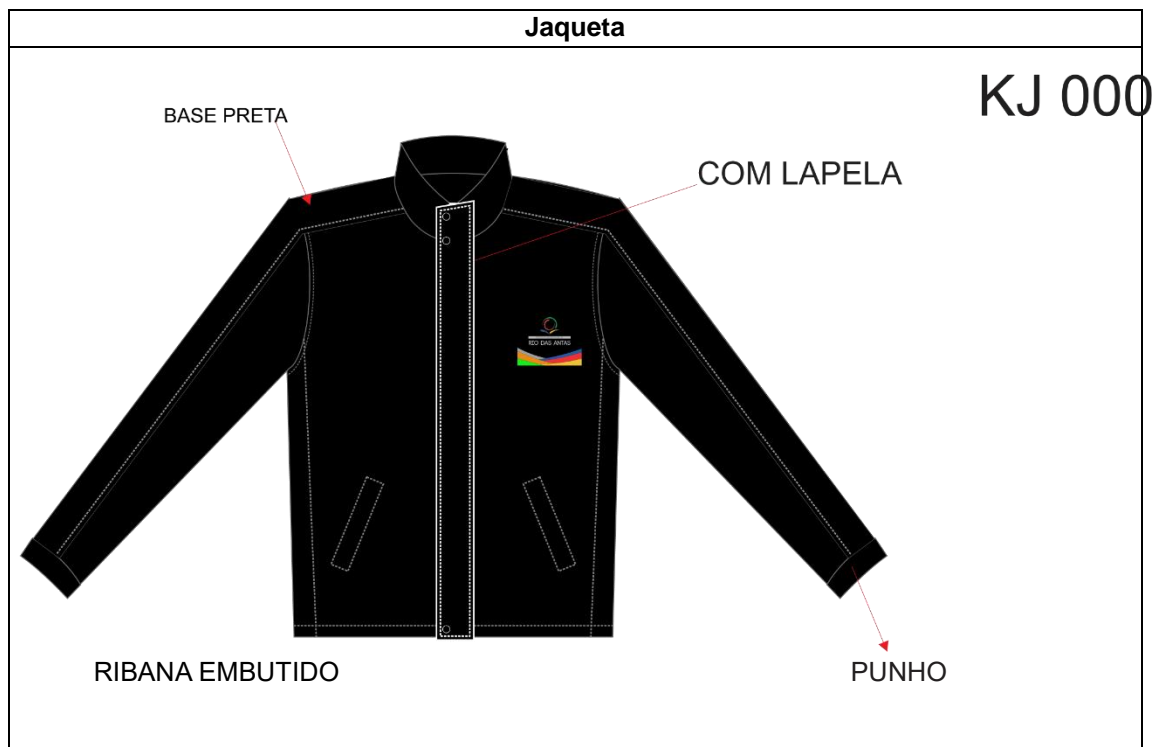 Jaqueta
KJ 000
BASE PRETA
COM LAPELA
RIO DAS ANTAS
RIBANA EMBUTIDO
PUNHO